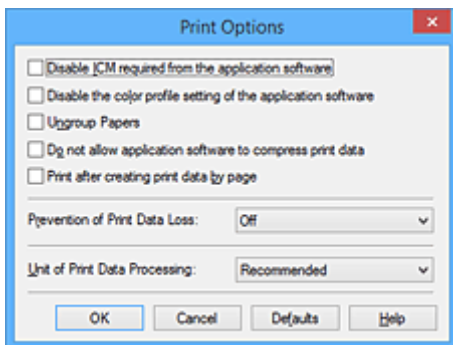 Print Options
Disable ICM required from the application software
Disable the color profile setting of the application software
Ungroup Papers
Do not allow application software to compress print data
Print after creating print data by page
Prevention of Print Data Loss: Off
Unit of Print Data Processing: Recommended
OK Cancel Defaults Help